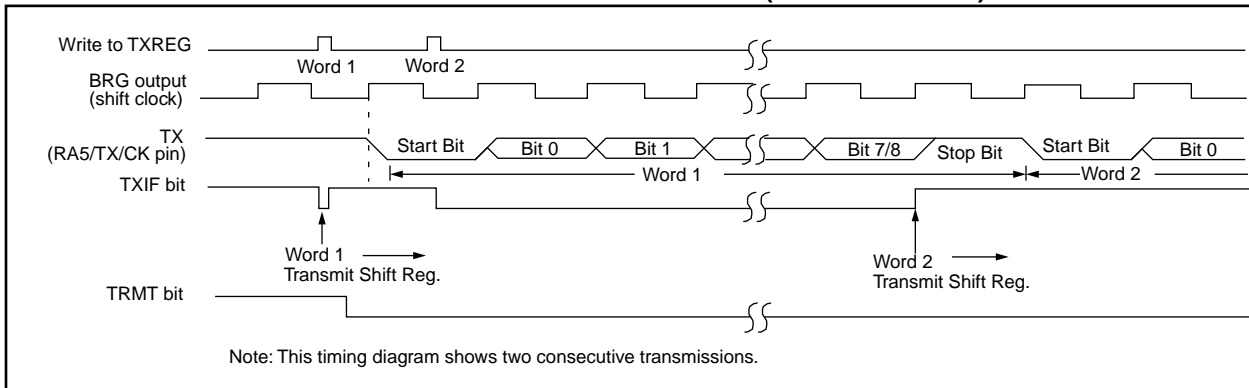 Write to TXREG
Word 1
Word 2
BRG output
(shift clock)
TX
(RA5/TX/CK pin)
Start Bit
Bit 0
Bit 1
Bit 7/8
Stop Bit
Start Bit
Bit 0
Word 1
Word 2
TXIF bit
Word 1
Transmit Shift Reg.
Word 2
Transmit Shift Reg.
TRMT bit
Note: This timing diagram shows two consecutive transmissions.